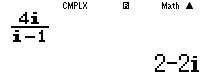 CMPLX R Math ▲
4i
i-1
2-2i